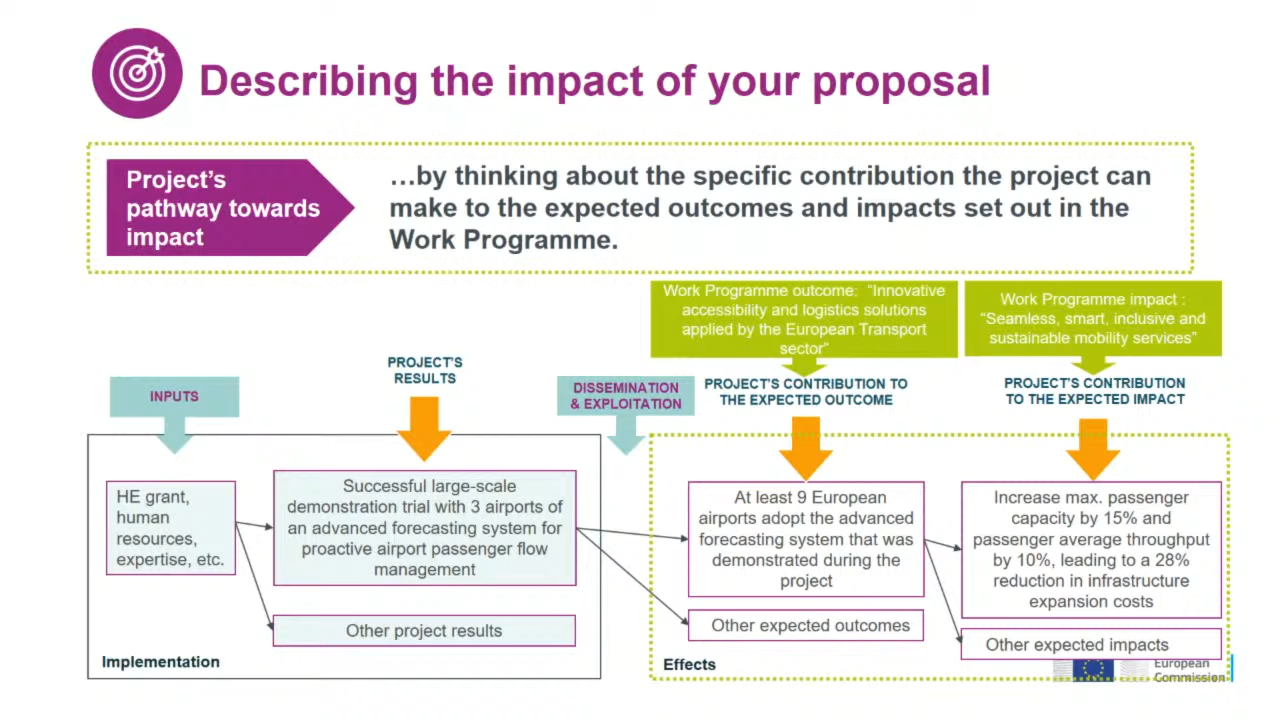 Describing the impact of your proposal
Project's
pathway towards
impact
…by thinking about the specific contribution the project can
make to the expected outcomes and impacts set out in the
Work Programme.
Work Programme outcome: “Innovative
accessibility and logistics solutions
applied by the European Transport
sector”
Work Programme impact :
“Seamless, smart, inclusive and
sustainable mobility services”
INPUTS
PROJECT'S
RESULTS
DISSEMINATION
& EXPLOITATION
PROJECT'S CONTRIBUTION TO
THE EXPECTED OUTCOME
PROJECT'S CONTRIBUTION
TO THE EXPECTED IMPACT
HE grant,
human
resources,
expertise, etc.
Successful large-scale
demonstration trial with 3 airports of
an advanced forecasting system for
proactive airport passenger flow
management
Other project results
Implementation
At least 9 European
airports adopt the advanced
forecasting system that was
demonstrated during the
project
Other expected outcomes
Increase max. passenger
capacity by 15% and
passenger average throughput
by 10%, leading to a 28%
reduction in infrastructure
expansion costs
Other expected impacts
Effects
European
Commission